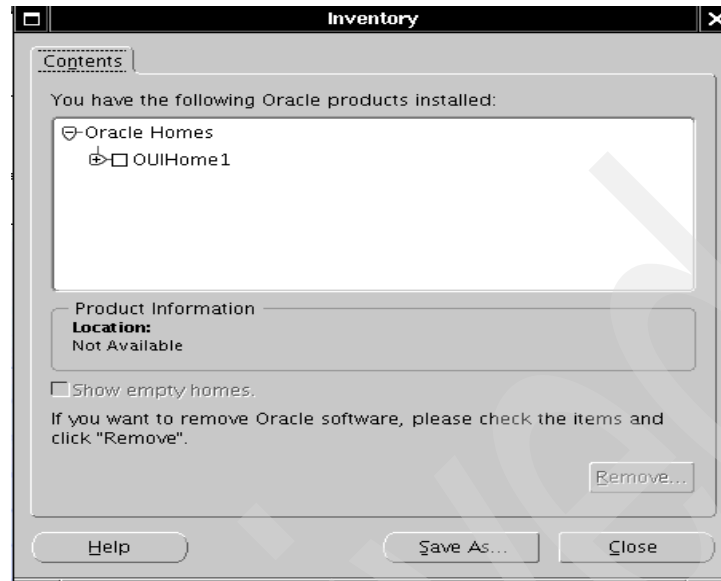 Inventory
Contents
You have the following Oracle products installed:
Oracle Homes
OUIHome1
Product Information
Location:
Not Available
Show empty homes.
If you want to remove Oracle software, please check the items and
click "Remove".
Remove...
Help
Save As...
Close